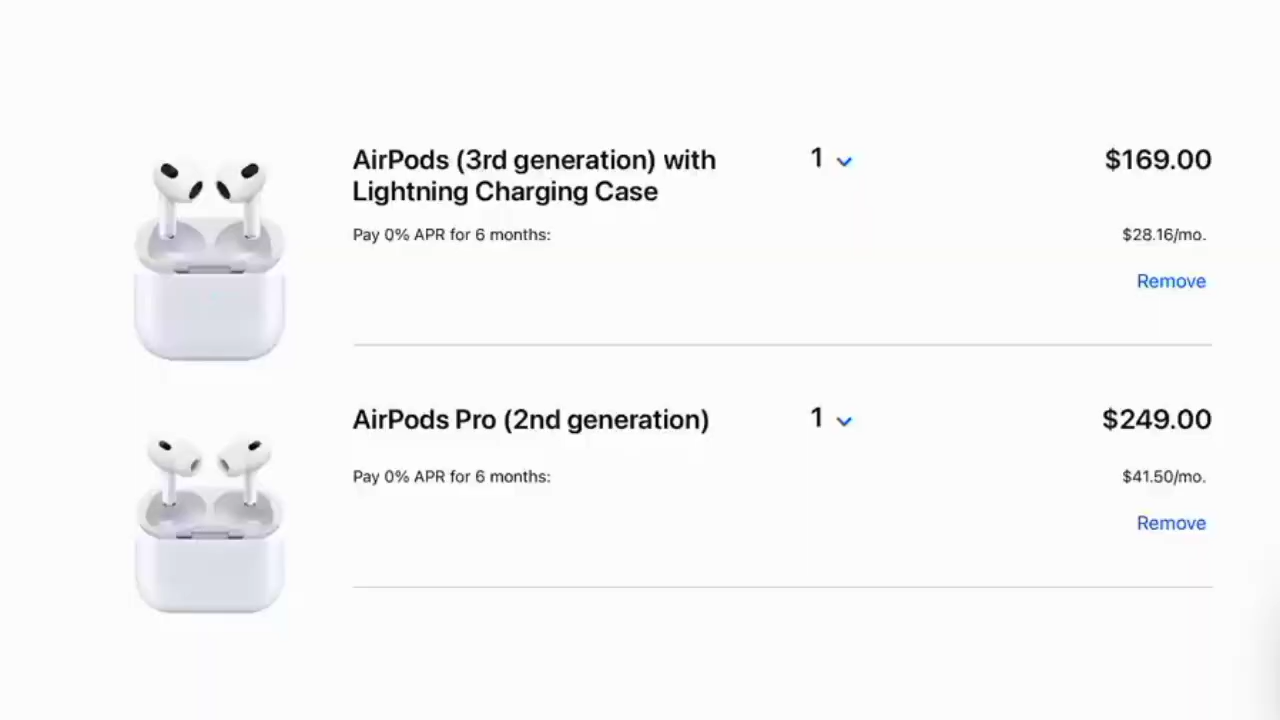 AirPods (3rd generation) with
Lightning Charging Case
1
$169.00
Pay 0% APR for 6 months:
$28.16/mo.
Remove
AirPods Pro (2nd generation)
1
$249.00
Pay 0% APR for 6 months:
$41.50/mo.
Remove